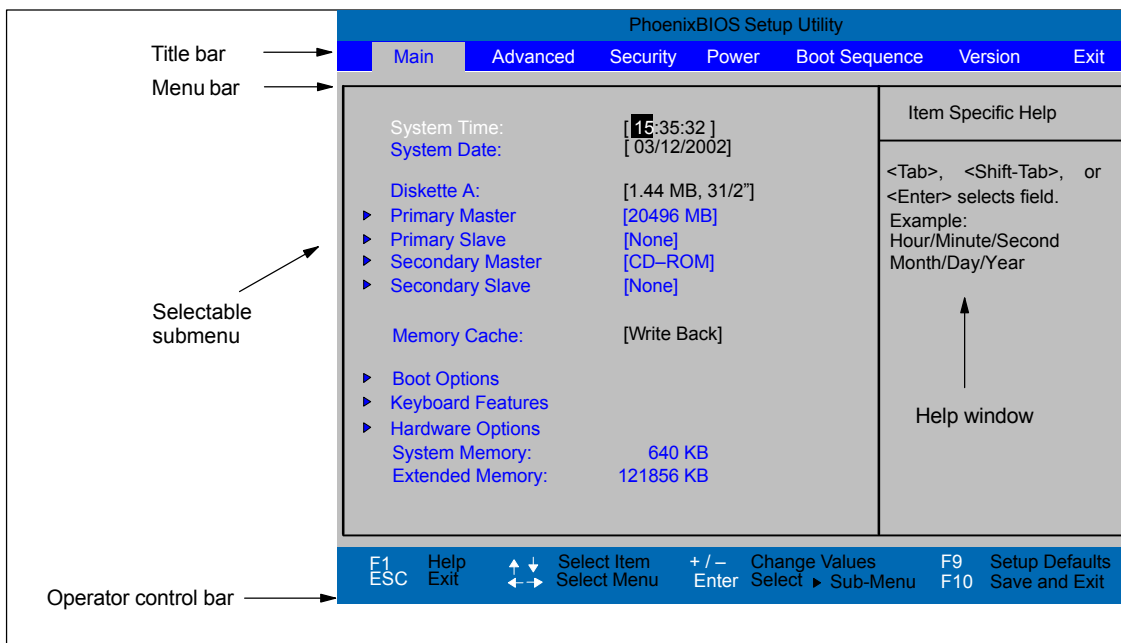 PhoenixBIOS Setup Utility
Title bar
Main Advanced Security Power Boot Sequence Version Exit
Menu bar
Item Specific Help
System Time: [ 15:35:32 ]
System Date: [ 03/12/2002]
<Tab>, <Shift-Tab>, or
<Enter> selects field.
Example:
Hour/Minute/Second
Month/Day/Year
Diskette A: [1.44 MB, 31/2”]
Primary Master [20496 MB]
Primary Slave [None]
Secondary Master [CD–ROM]
Secondary Slave [None]
Selectable
submenu
Memory Cache: [Write Back]
Boot Options
Keyboard Features
Hardware Options
Help window
System Memory: 640 KB
Extended Memory: 121856 KB
F1 Help Select Item + / – Change Values F9 Setup Defaults
ESC Exit Select Menu Enter Select Sub-Menu F10 Save and Exit
Operator control bar